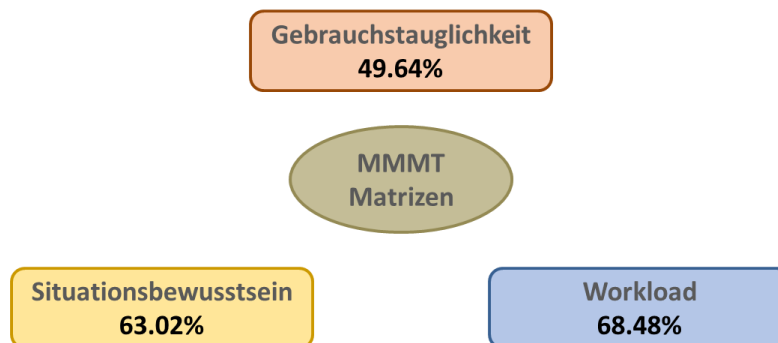 Gebrauchstauglichkeit
49.64%
MMMT
Matrizen
Situationsbewusstsein
63.02%
Workload
68.48%